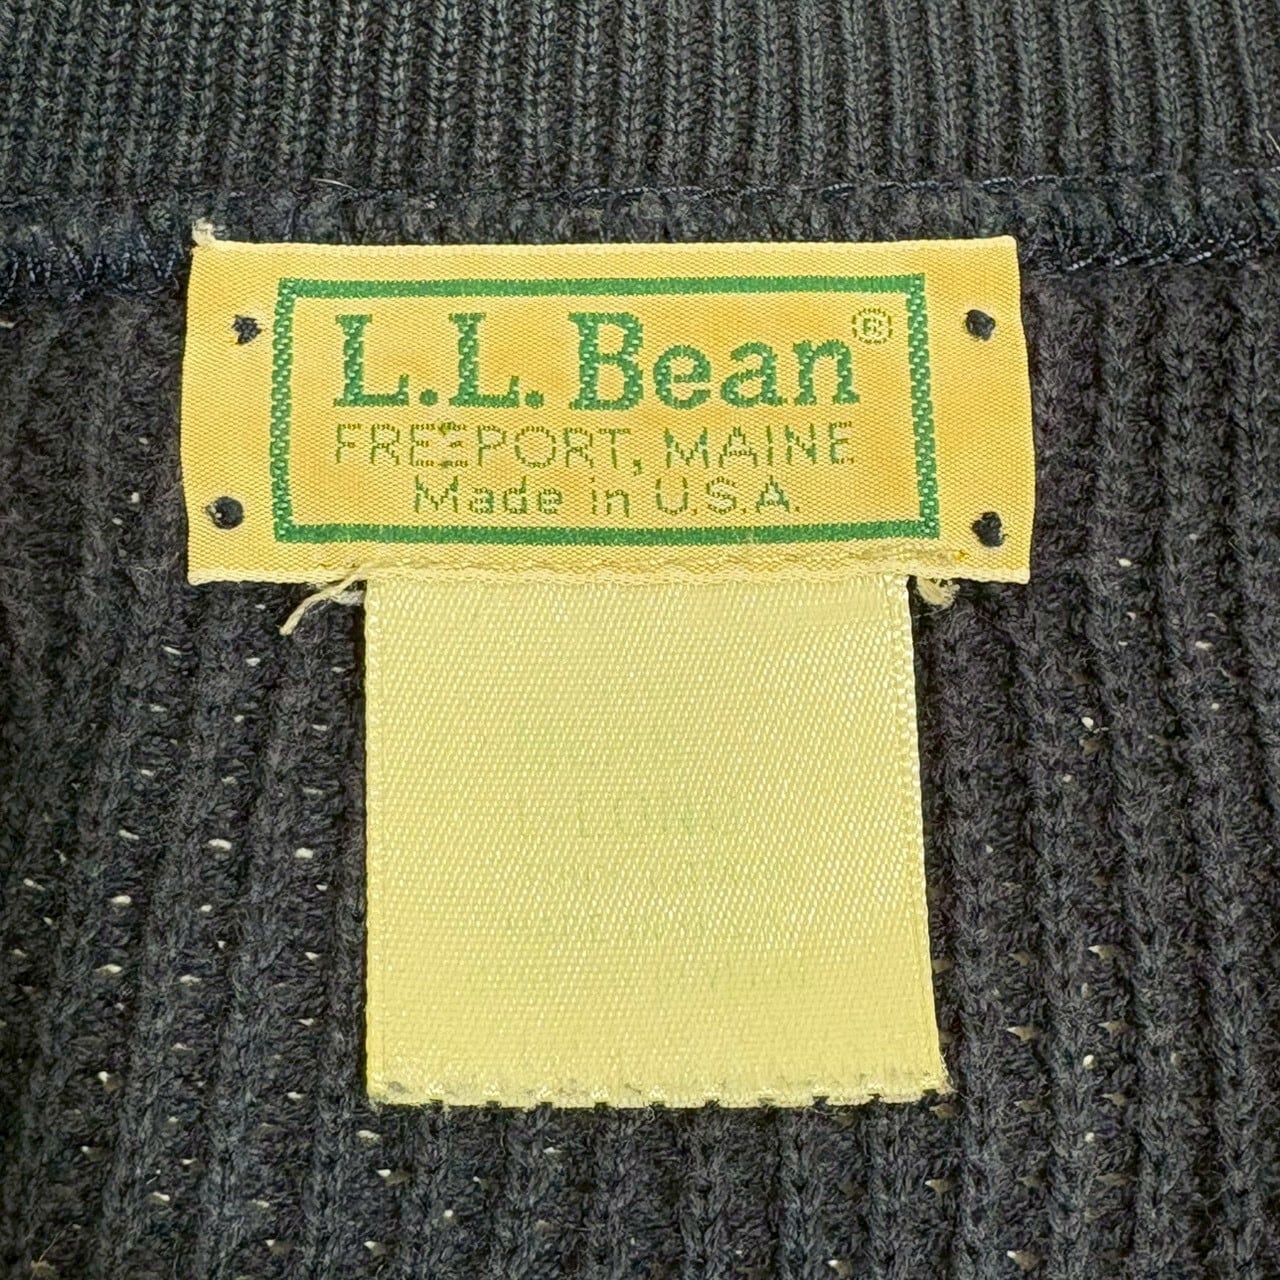 L.L.Bean®
FREEPORT, MAINE
Made in U.S.A.